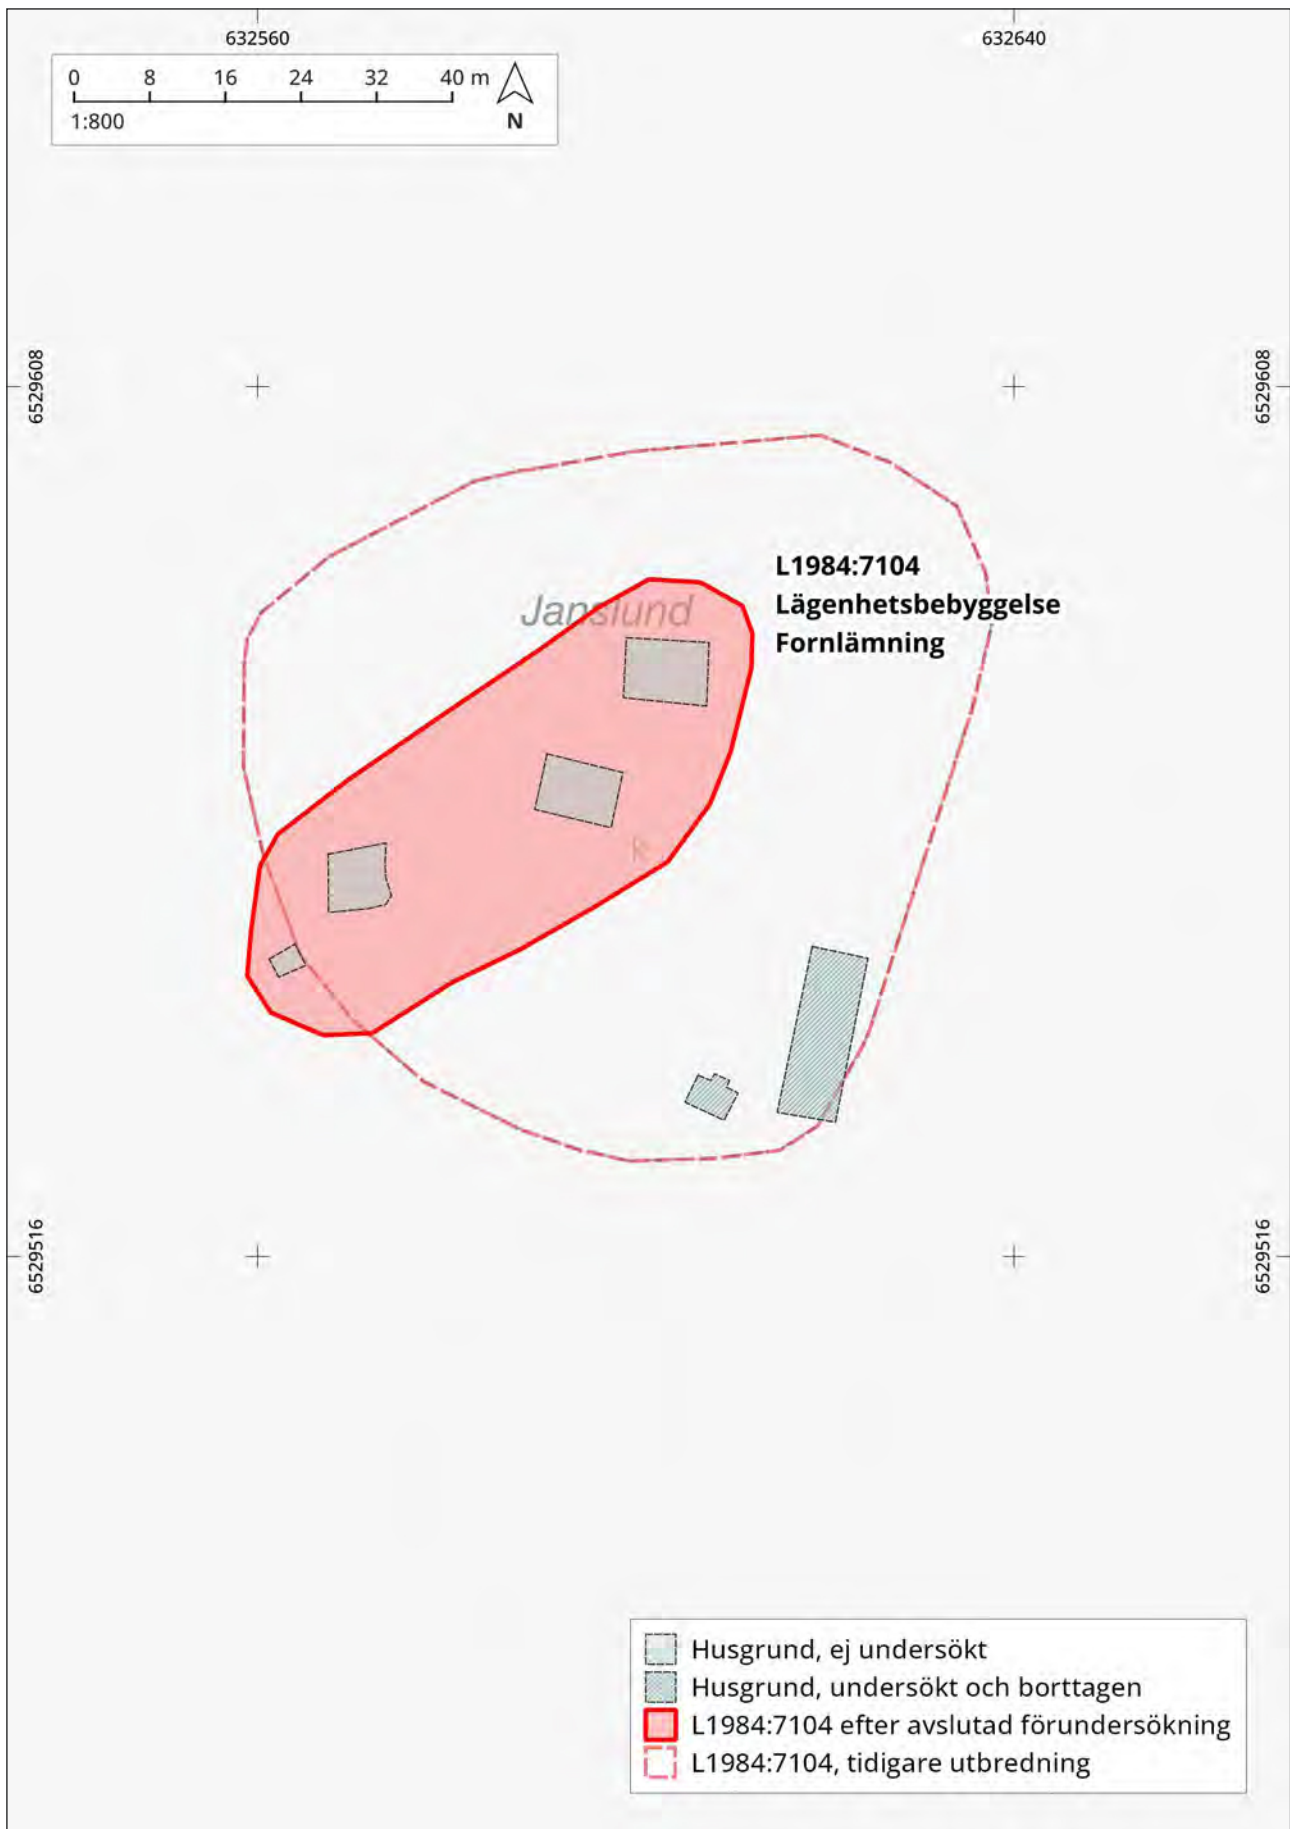 632560
632640
0 8 16 24 32 40 m
1:800
N
6529608
6529608
L1984:7104
Lägenhetsbebyggelse
Fornlämning
Janslund
R
6529516
6529516
Husgrund, ej undersökt
Husgrund, undersökt och borttagen
L1984:7104 efter avslutad förundersökning
L1984:7104, tidigare utbredning